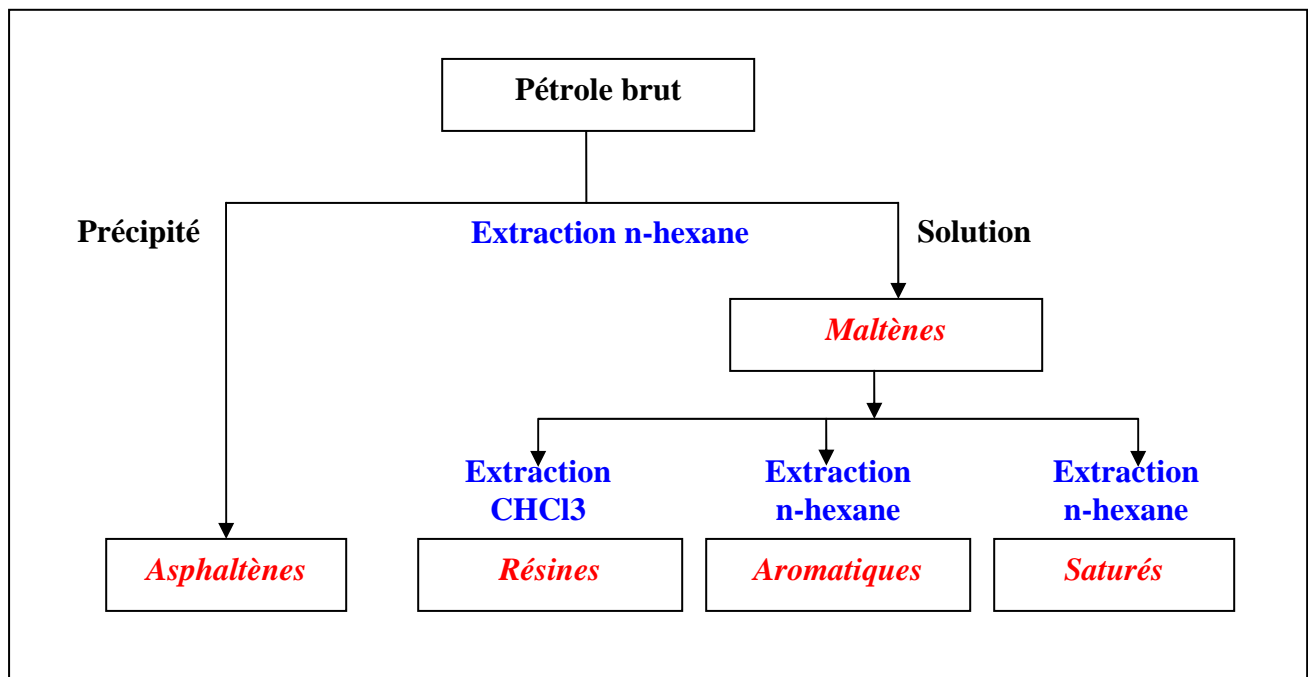 Pétrole brut
Précipité
Extraction n-hexane
Solution
Maltènes
Extraction
CHCl3
Extraction
n-hexane
Extraction
n-hexane
Asphaltènes
Résines
Aromatiques
Saturés